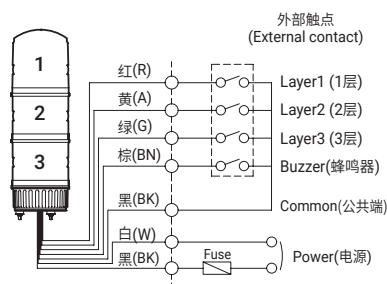 外部触点
(External contact)
1
2
3
红(R)
Layer1 (1层)
黄(A)
Layer2 (2层)
绿(G)
Layer3 (3层)
棕(BN)
Buzzer(蜂鸣器)
黑(BK)
Common(公共端)
白(W)
Fuse
Power(电源)
黑(BK)